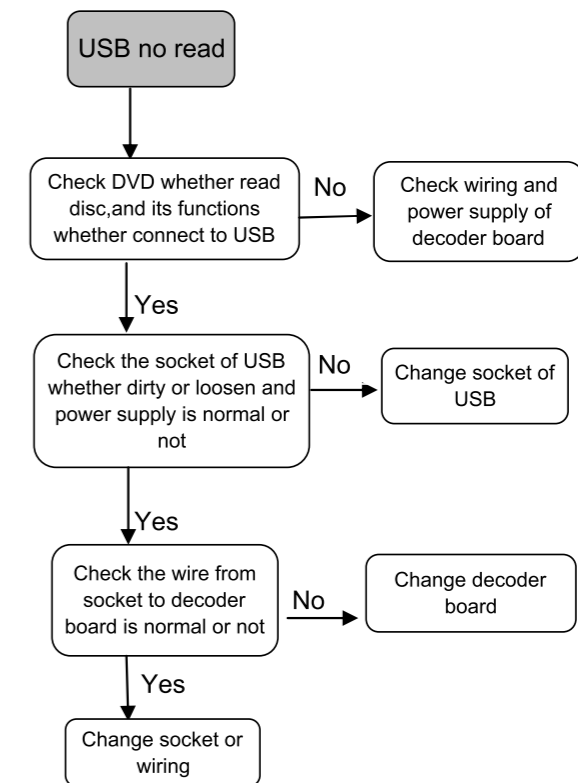 USB no read
Check DVD whether read
disc,and its functions
whether connect to USB
No
Check wiring and
power supply of
decoder board
Yes
Check the socket of USB
whether dirty or loosen and
power supply is normal or
not
No
Change socket of
USB
Yes
Check the wire from
socket to decoder
board is normal or not
No
Change decoder
board
Yes
Change socket or
wiring